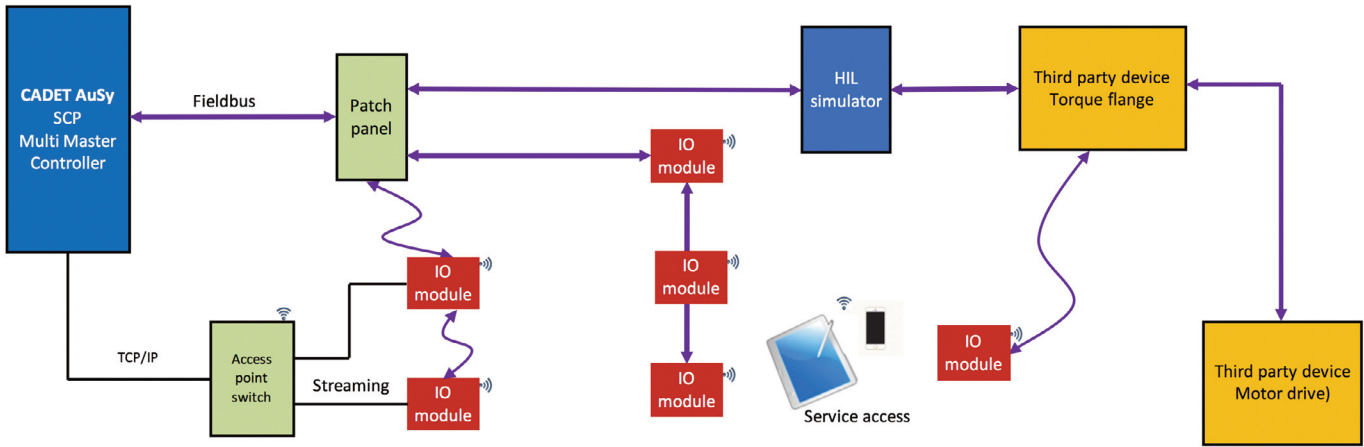 CADET AuSy
SCP
Multi Master
Controller
Fieldbus
Patch
panel
HIL
simulator
Third party device
Torque flange
IO
module
IO
module
IO
module
IO
module
TCP/IP
Access
point
switch
Streaming
IO
module
IO
module
Service access
Third party device
Motor drive)